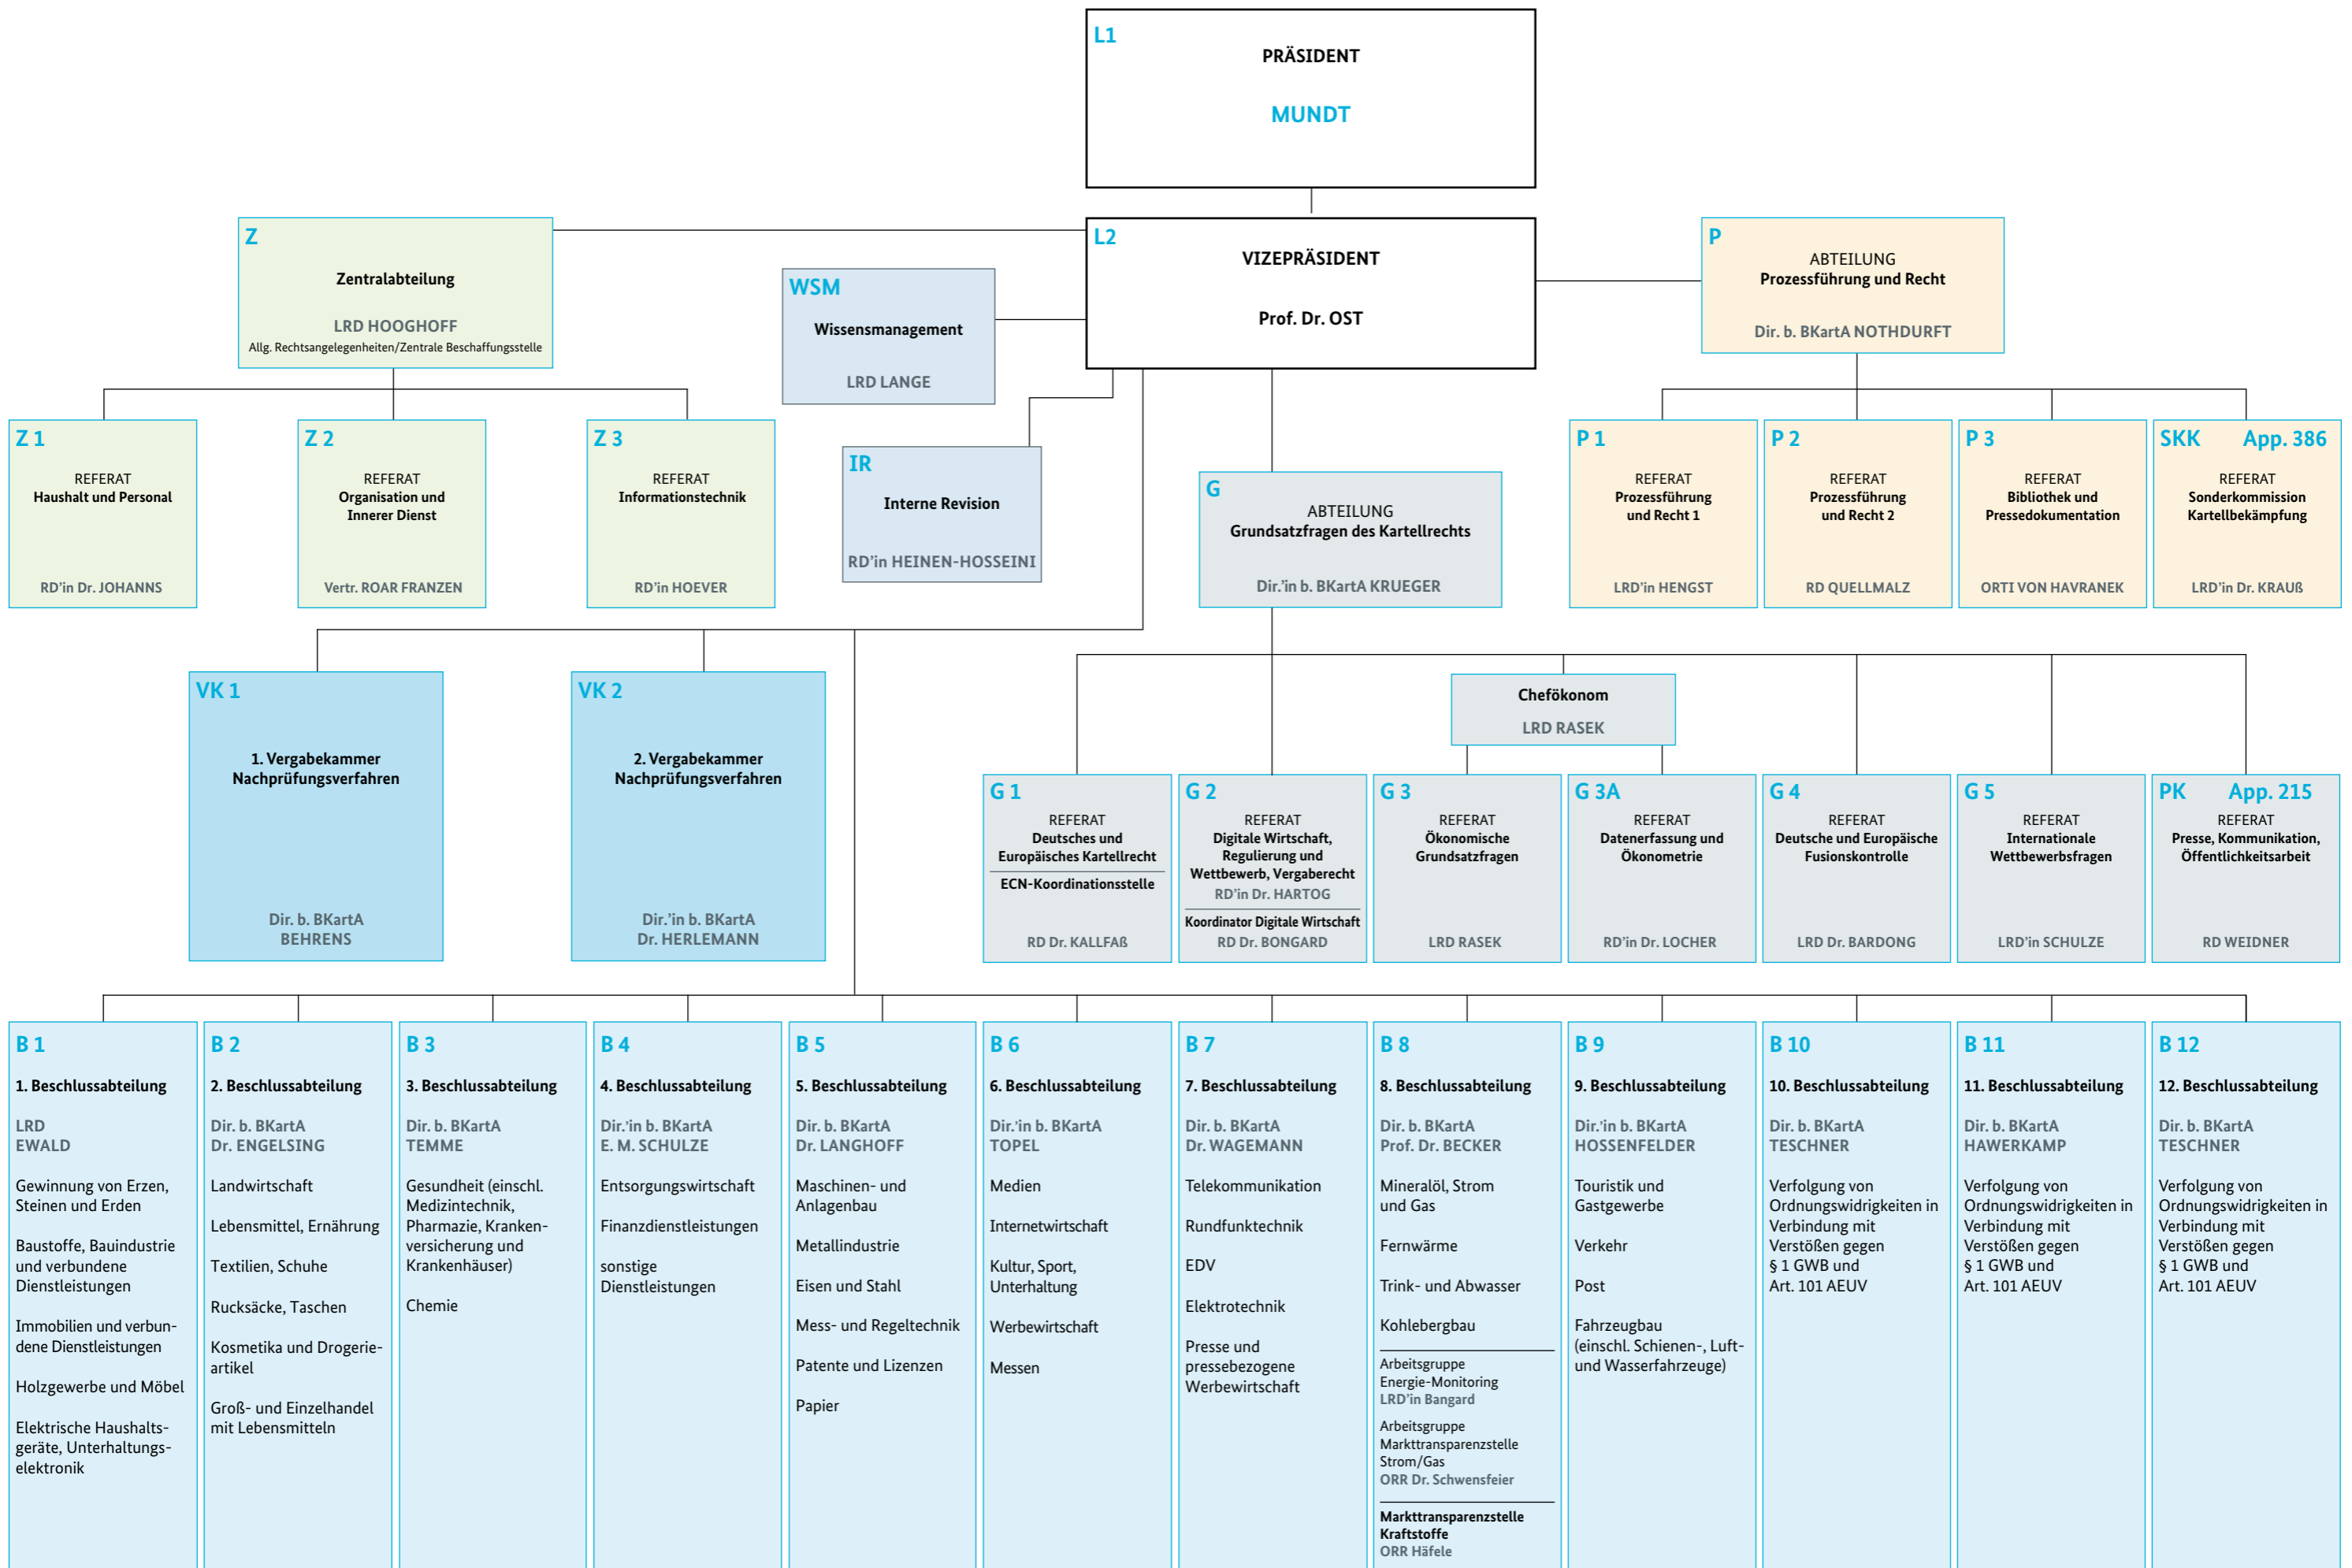 L1
PRÄSIDENT
MUNDT
Z
Zentralabteilung
LRD HOOGHOFF
Allg. Rechtsangelegenheiten/Zentrale Beschaffungsstelle
WSM
Wissensmanagement
LRD LANGE
L2
VIZEPRÄSIDENT
Prof. Dr. OST
P
ABTEILUNG
Prozessführung und Recht
Dir. b. BKartA NOTHDURFT
Z 1
REFERAT
Haushalt und Personal
RD'in Dr. JOHANNS
Z 2
REFERAT
Organisation und
Innerer Dienst
Vertr. ROAR FRANZEN
Z 3
REFERAT
Informationstechnik
RD'in HOEVER
IR
Interne Revision
RD'in HEINEN-HOSSEINI
G
ABTEILUNG
Grundsatzfragen des Kartellrechts
Dir.'in b. BKartA KRUEGER
P 1
REFERAT
Prozessführung
und Recht 1
LRD'in HENGST
P 2
REFERAT
Prozessführung
und Recht 2
RD QUELLMALZ
P 3
REFERAT
Bibliothek und
Pressedokumentation
ORTI VON HAVRANEK
SKK App. 386
REFERAT
Sonderkommission
Kartellbekämpfung
LRD'in Dr. KRAUß
VK 1
1. Vergabekammer
Nachprüfungsverfahren
Dir. b. BKartA
BEHRENS
VK 2
2. Vergabekammer
Nachprüfungsverfahren
Dir.'in b. BKartA
Dr. HERLEMANN
Chefökonom
LRD RASEK
G 1
REFERAT
Deutsches und
Europäisches Kartellrecht
ECN-Koordinationsstelle
RD Dr. KALLFAß
G 2
REFERAT
Digitale Wirtschaft,
Regulierung und
Wettbewerb, Vergaberecht
RD'in Dr. HARTOG
Koordinator Digitale Wirtschaft
RD Dr. BONGARD
G 3
REFERAT
Ökonomische
Grundsatzfragen
LRD RASEK
G 3A
REFERAT
Datenerfassung und
Ökonometrie
RD'in Dr. LOCHER
G 4
REFERAT
Deutsche und Europäische
Fusionskontrolle
LRD Dr. BARDONG
G 5
REFERAT
Internationale
Wettbewerbsfragen
LRD'in SCHULZE
PK App. 215
REFERAT
Presse, Kommunikation,
Öffentlichkeitsarbeit
RD WEIDNER
B 1
1. Beschlussabteilung
LRD
EWALD
Gewinnung von Erzen,
Steinen und Erden
Baustoffe, Bauindustrie
und verbundene
Dienstleistungen
Immobilien und verbun-
dene Dienstleistungen
Holzgewerbe und Möbel
Elektrische Haushalts-
geräte, Unterhaltungs-
elektronik
B 2
2. Beschlussabteilung
Dir. b. BKartA
Dr. ENGELSING
Landwirtschaft
Lebensmittel, Ernährung
Textilien, Schuhe
Rucksäcke, Taschen
Kosmetika und Drogerie-
artikel
Groß- und Einzelhandel
mit Lebensmitteln
B 3
3. Beschlussabteilung
Dir. b. BKartA
TEMME
Gesundheit (einschl.
Medizintechnik,
Pharmazie, Kranken-
versicherung und
Krankenhäuser)
Chemie
B 4
4. Beschlussabteilung
Dir.'in b. BKartA
E. M. SCHULZE
Entsorgungswirtschaft
Finanzdienstleistungen
sonstige
Dienstleistungen
B 5
5. Beschlussabteilung
Dir. b. BKartA
Dr. LANGHOFF
Maschinen- und
Anlagenbau
Metallindustrie
Eisen und Stahl
Mess- und Regeltechnik
Patente und Lizenzen
Papier
B 6
6. Beschlussabteilung
Dir.'in b. BKartA
TOPEL
Medien
Internetwirtschaft
Kultur, Sport,
Unterhaltung
Werbewirtschaft
Messen
B 7
7. Beschlussabteilung
Dir. b. BKartA
Dr. WAGEMANN
Telekommunikation
Rundfunktechnik
EDV
Elektrotechnik
Presse und
pressebezogene
Werbewirtschaft
B 8
8. Beschlussabteilung
Dir. b. BKartA
Prof. Dr. BECKER
Mineralöl, Strom
und Gas
Fernwärme
Trink- und Abwasser
Kohlebergbau
Arbeitsgruppe
Energie-Monitoring
LRD'in Bangard
Arbeitsgruppe
Markttransparenzstelle
Strom/Gas
ORR Dr. Schwensfeier
Markttransparenzstelle
Kraftstoffe
ORR Häfele
B 9
9. Beschlussabteilung
Dir.'in b. BKartA
HOSSENFELDER
Touristik und
Gastgewerbe
Verkehr
Post
Fahrzeugbau
(einschl. Schienen-, Luft-
und Wasserfahrzeuge)
B 10
10. Beschlussabteilung
Dir. b. BKartA
TESCHNER
Verfolgung von
Ordnungswidrigkeiten in
Verbindung mit
Verstößen gegen
§ 1 GWB und
Art. 101 AEUV
B 11
11. Beschlussabteilung
Dir. b. BKartA
HAWERKAMP
Verfolgung von
Ordnungswidrigkeiten in
Verbindung mit
Verstößen gegen
§ 1 GWB und
Art. 101 AEUV
B 12
12. Beschlussabteilung
Dir. b. BKartA
TESCHNER
Verfolgung von
Ordnungswidrigkeiten in
Verbindung mit
Verstößen gegen
§ 1 GWB und
Art. 101 AEUV